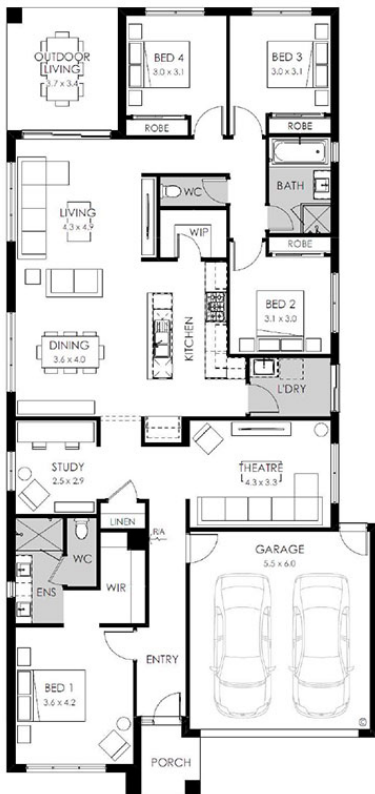 OUTDOOR
LIVING
3.7 x 3.4
BED 4
3.0 x 3.1
BED 3
3.0 x 3.1
ROBE
ROBE
BATH
WC
LIVING
4.3 x 4.9
WIP
ROBE
BED 2
3.1 x 3.0
KITCHEN
DINING
3.6 x 4.0
L'DRY
STUDY
2.5 x 2.9
THEATRE
4.3 x 3.3
LINEN
RA
WC
GARAGE
5.5 x 6.0
ENS
WIR
ENTRY
BED 1
3.6 x 4.2
©
PORCH